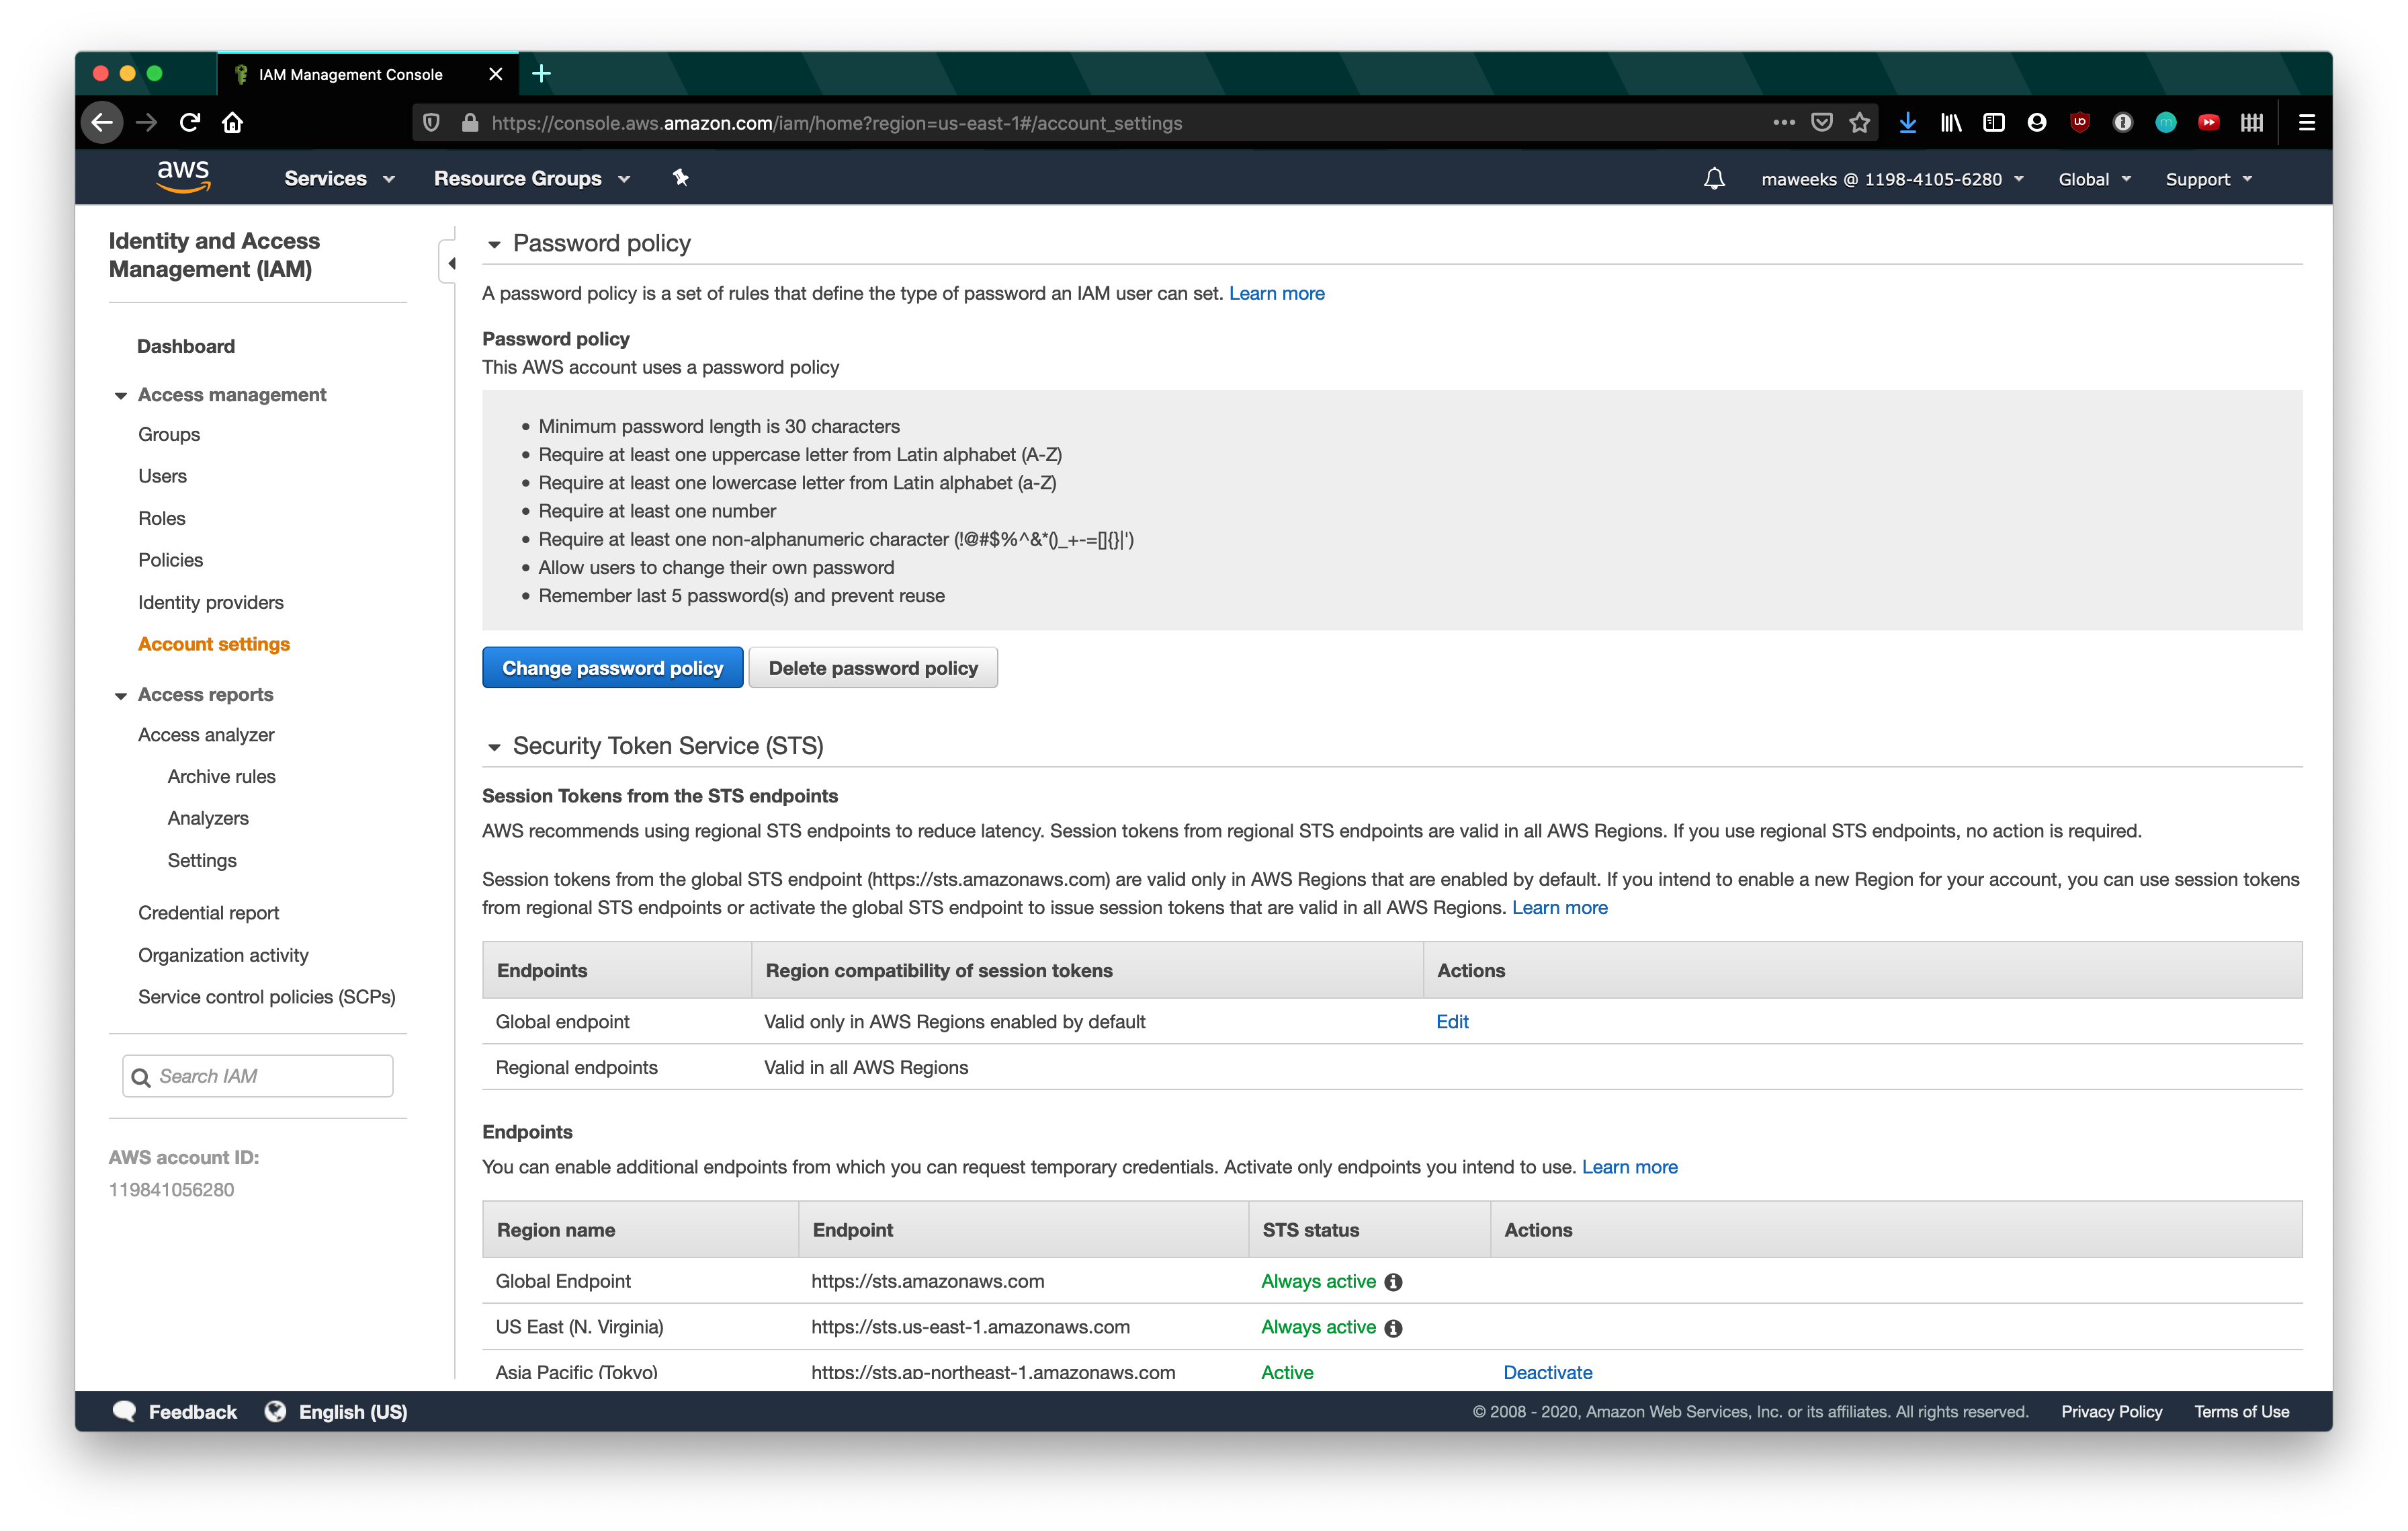 IAM Management Console
https://console.aws.amazon.com/iam/home?region=us-east-1#/account_settings
aws
Services
Resource Groups
maweeks @ 1198-4105-6280
Global
Support
Identity and Access
Management (IAM)
Dashboard
Access management
Groups
Users
Roles
Policies
Identity providers
Account settings
Access reports
Access analyzer
Archive rules
Analyzers
Settings
Credential report
Organization activity
Service control policies (SCPs)
Search IAM
AWS account ID:
119841056280
Password policy
A password policy is a set of rules that define the type of password an IAM user can set. Learn more
Password policy
This AWS account uses a password policy
• Minimum password length is 30 characters
• Require at least one uppercase letter from Latin alphabet (A-Z)
• Require at least one lowercase letter from Latin alphabet (a-Z)
• Require at least one number
• Require at least one non-alphanumeric character (!@#$%^&*()_+-=[]{}|')
• Allow users to change their own password
• Remember last 5 password(s) and prevent reuse
Change password policy
Delete password policy
Security Token Service (STS)
Session Tokens from the STS endpoints
AWS recommends using regional STS endpoints to reduce latency. Session tokens from regional STS endpoints are valid in all AWS Regions. If you use regional STS endpoints, no action is required.
Session tokens from the global STS endpoint (https://sts.amazonaws.com) are valid only in AWS Regions that are enabled by default. If you intend to enable a new Region for your account, you can use session tokens
from regional STS endpoints or activate the global STS endpoint to issue session tokens that are valid in all AWS Regions. Learn more
Endpoints Region compatibility of session tokens Actions
Global endpoint Valid only in AWS Regions enabled by default Edit
Regional endpoints Valid in all AWS Regions
Endpoints
You can enable additional endpoints from which you can request temporary credentials. Activate only endpoints you intend to use. Learn more
Region name Endpoint STS status Actions
Global Endpoint https://sts.amazonaws.com Always active
US East (N. Virginia) https://sts.us-east-1.amazonaws.com Always active
Asia Pacific (Tokyo) https://sts.ap-northeast-1.amazonaws.com Active Deactivate
Feedback
English (US)
© 2008 - 2020, Amazon Web Services, Inc. or its affiliates. All rights reserved.
Privacy Policy
Terms of Use